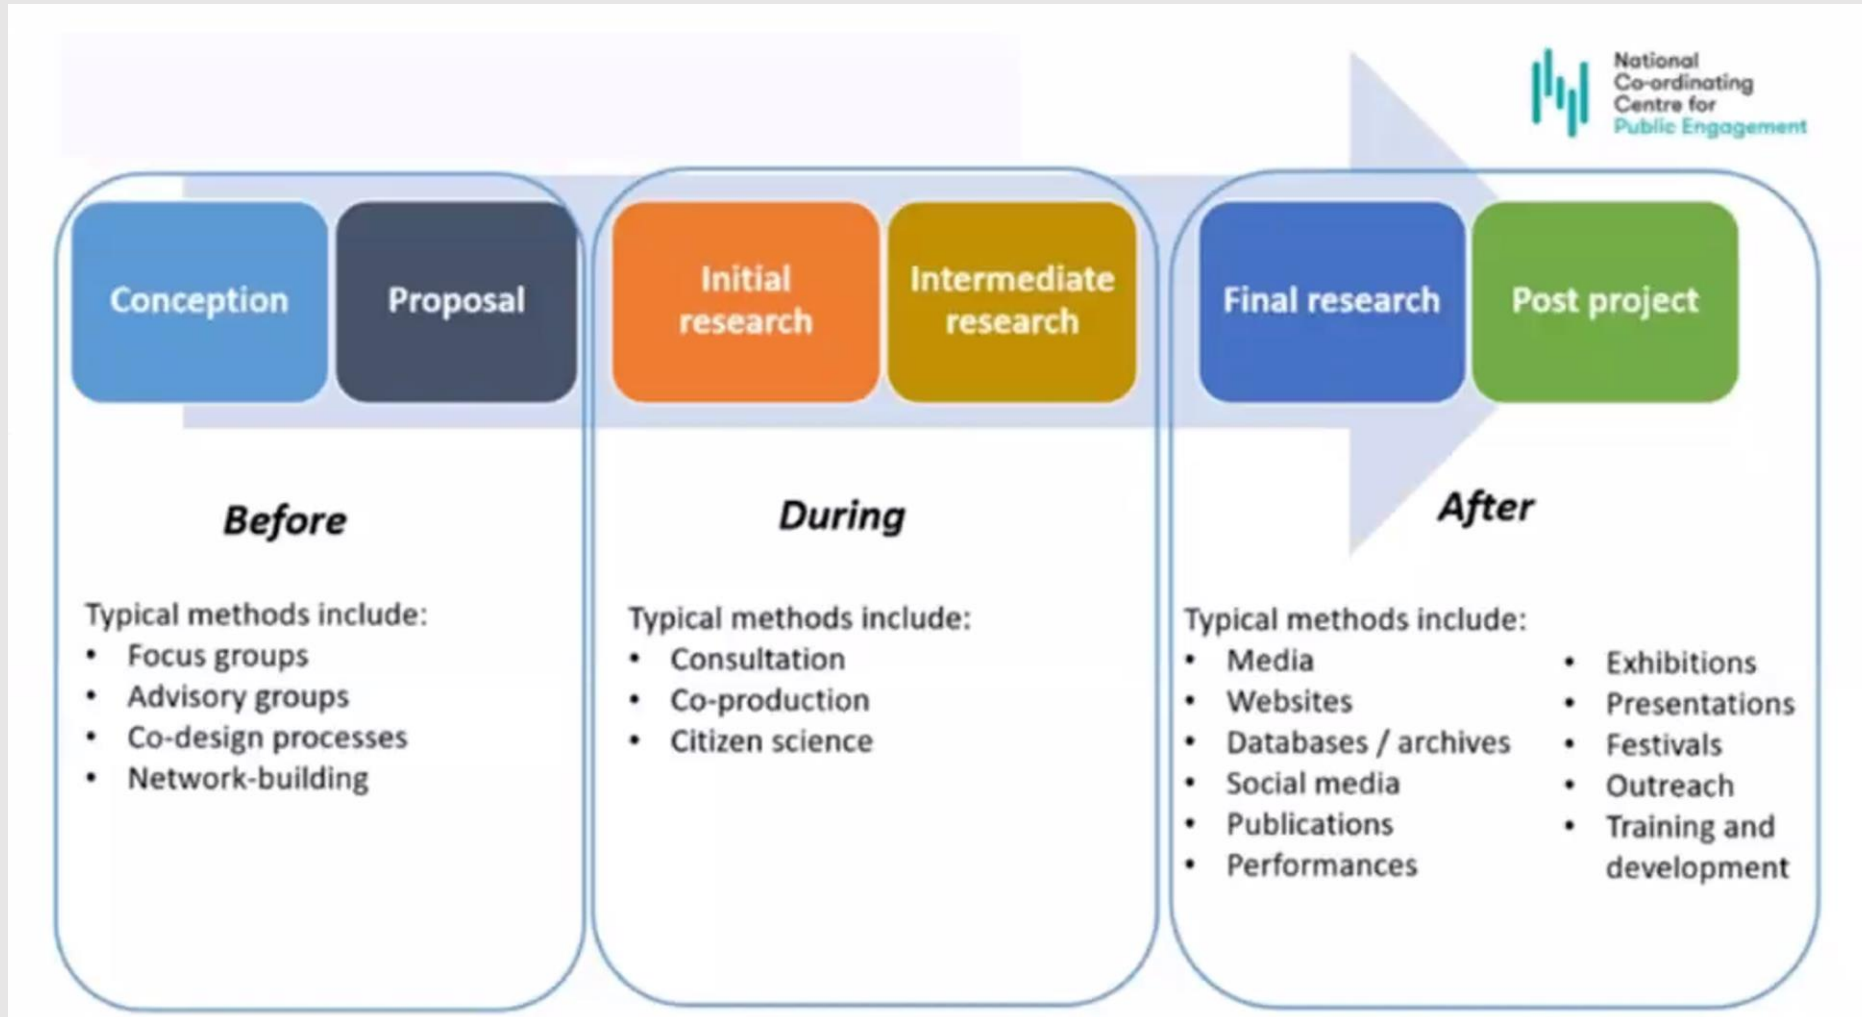 National
Co-ordinating
Centre for
Public Engagement
Conception
Proposal
Initial
research
Intermediate
research
Final research
Post project
Before
Typical methods include:
• Focus groups
• Advisory groups
• Co-design processes
• Network-building
During
Typical methods include:
• Consultation
• Co-production
• Citizen science
After
Typical methods include:
• Media
• Websites
• Databases / archives
• Social media
• Publications
• Performances
• Exhibitions
• Presentations
• Festivals
• Outreach
• Training and
development